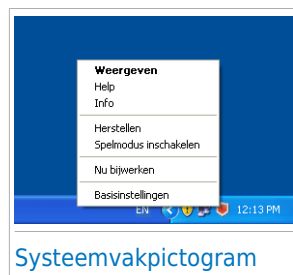 Weergeven
Help
Info
Herstellen
Spelmodus inschakelen
Nu bijwerken
Basisinstellingen
EN 12:13 PM
Systeemvakpictogram